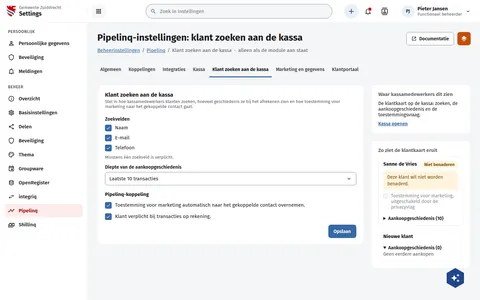 Gemeente Zuiddrecht
Settings
Zoek in instellingen
Pieter Jansen
Functioneel Beheerder
PERSOONLIJK
Persoonlijke gegevens
Beveiliging
Meldingen
BEHEER
Overzicht
Basisinstellingen
Delen
Beveiliging
Thema
Groupware
OpenRegister
Integriq
Pipelinq
Shillinq
Pipelinq-instellingen: klant zoeken aan de kassa
Beheerinstellingen / Pipelinq / klant zoeken aan de kassa - alleen als de module aan staat
Documentatie
Algemeen
Koppelingen
Integraties
Kassa
Klant zoeken aan de kassa
Marketing en gegevens
Klantportaal
Klant zoeken aan de kassa
Stel in hoe kassamedewerkers klanten zoeken, hoeveel geschiedenis ze bij het afrekenen zien en hoe toestemming voor marketing naar het gekoppelde contact gaat.
Zoekvelden
Naam
E-mail
Telefoon
Minstens één zoekveld is verplicht.
Diepte van de aankoopgeschiedenis
Laatste 10 transacties
Pipelinq-koppeling
Toestemming voor marketing automatisch naar het gekoppelde contact overnemen.
Klant verplicht bij transacties op rekening.
Opslaan
Waar kassamedewerkers dit zien
De klantkaart op de kassa: zoeken, de aankoopgeschiedenis en de toestemmingsvraag.
Kassa openen
Zo ziet de klantkaart eruit
Sanne de Vries
Niet benaderen
Deze klant wil niet worden benaderd.
Toestemming voor marketing, uitgeschakeld door de privacyvlag
Aankoopgeschiedenis (10)
Nieuwe klant
Aankoopgeschiedenis (0)
Geen eerdere aankopen